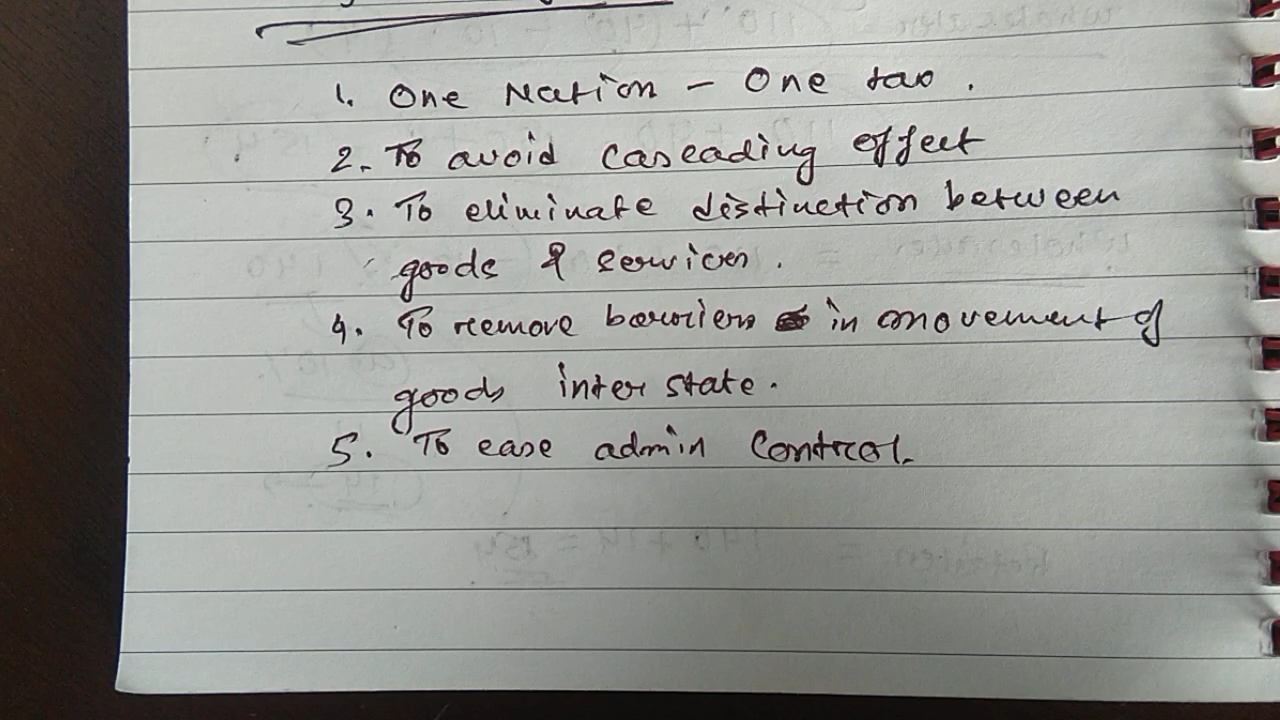 1. One Nation - One tax.
2. To avoid cascading effect
3. To eliminate distinction between
goods & services.
4. To remove barriers in movement of
goods inter state.
5. To ease admin control.